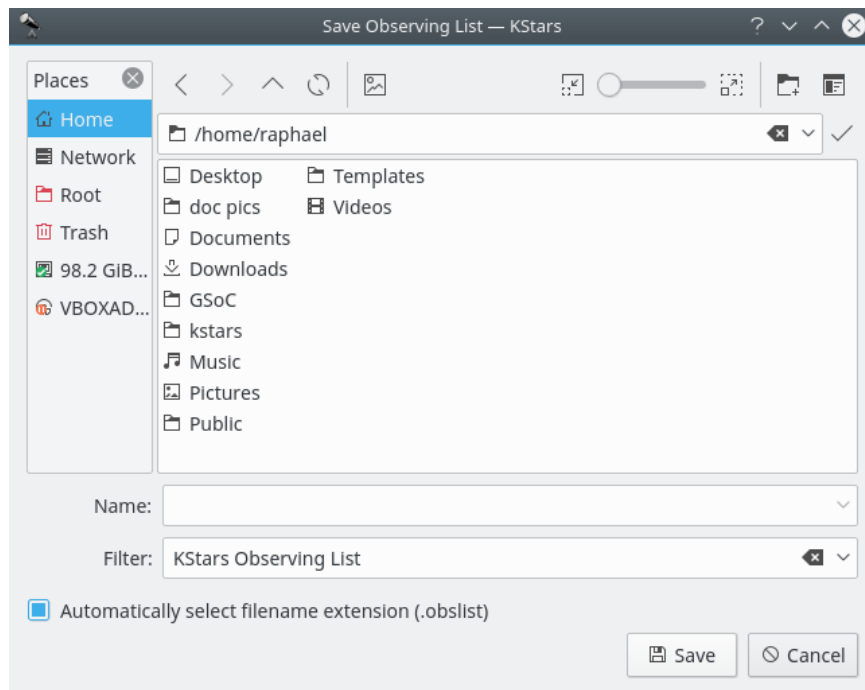 Save Observing List — KStars
Places
Home
Network
Root
Trash
98.2 GiB...
VBOXAD...
/home/raphael
Desktop
doc pics
Documents
Downloads
GSoC
kstars
Music
Pictures
Public
Templates
Videos
Name:
Filter: KStars Observing List
Automatically select filename extension (.obslist)
Save Cancel